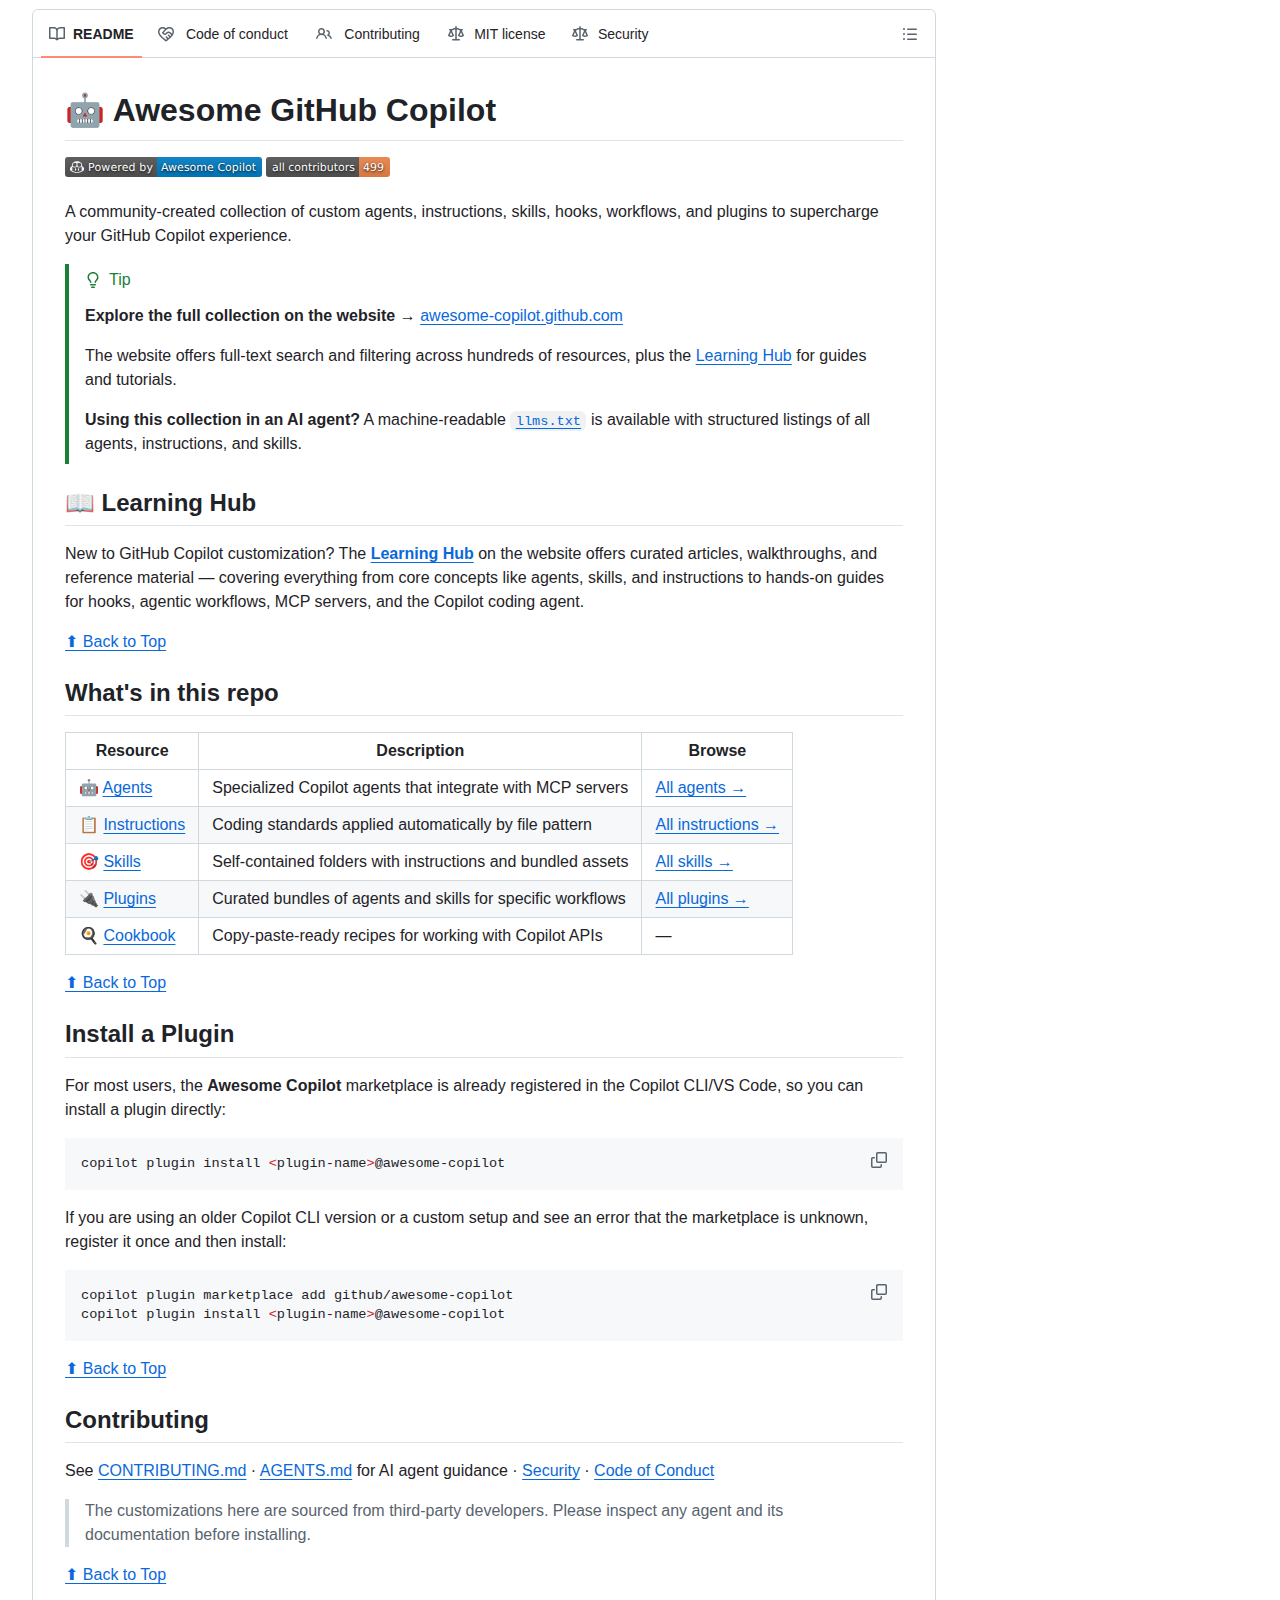 README Code of conduct Contributing MIT license Security
🤖 Awesome GitHub Copilot
Powered by Awesome Copilot all contributors 499
A community-created collection of custom agents, instructions, skills, hooks, workflows, and plugins to supercharge
your GitHub Copilot experience.
Tip
Explore the full collection on the website → awesome-copilot.github.com
The website offers full-text search and filtering across hundreds of resources, plus the Learning Hub for guides
and tutorials.
Using this collection in an AI agent? A machine-readable llms.txt is available with structured listings of all
agents, instructions, and skills.
📖 Learning Hub
New to GitHub Copilot customization? The Learning Hub on the website offers curated articles, walkthroughs, and
reference material — covering everything from core concepts like agents, skills, and instructions to hands-on guides
for hooks, agentic workflows, MCP servers, and the Copilot coding agent.
⬆ Back to Top
What's in this repo
Resource Description Browse
🤖 Agents Specialized Copilot agents that integrate with MCP servers All agents →
📋 Instructions Coding standards applied automatically by file pattern All instructions →
🎯 Skills Self-contained folders with instructions and bundled assets All skills →
🔌 Plugins Curated bundles of agents and skills for specific workflows All plugins →
🍳 Cookbook Copy-paste-ready recipes for working with Copilot APIs —
⬆ Back to Top
Install a Plugin
For most users, the Awesome Copilot marketplace is already registered in the Copilot CLI/VS Code, so you can
install a plugin directly:
copilot plugin install <plugin-name>@awesome-copilot
If you are using an older Copilot CLI version or a custom setup and see an error that the marketplace is unknown,
register it once and then install:
copilot plugin marketplace add github/awesome-copilot
copilot plugin install <plugin-name>@awesome-copilot
⬆ Back to Top
Contributing
See CONTRIBUTING.md · AGENTS.md for AI agent guidance · Security · Code of Conduct
The customizations here are sourced from third-party developers. Please inspect any agent and its
documentation before installing.
⬆ Back to Top